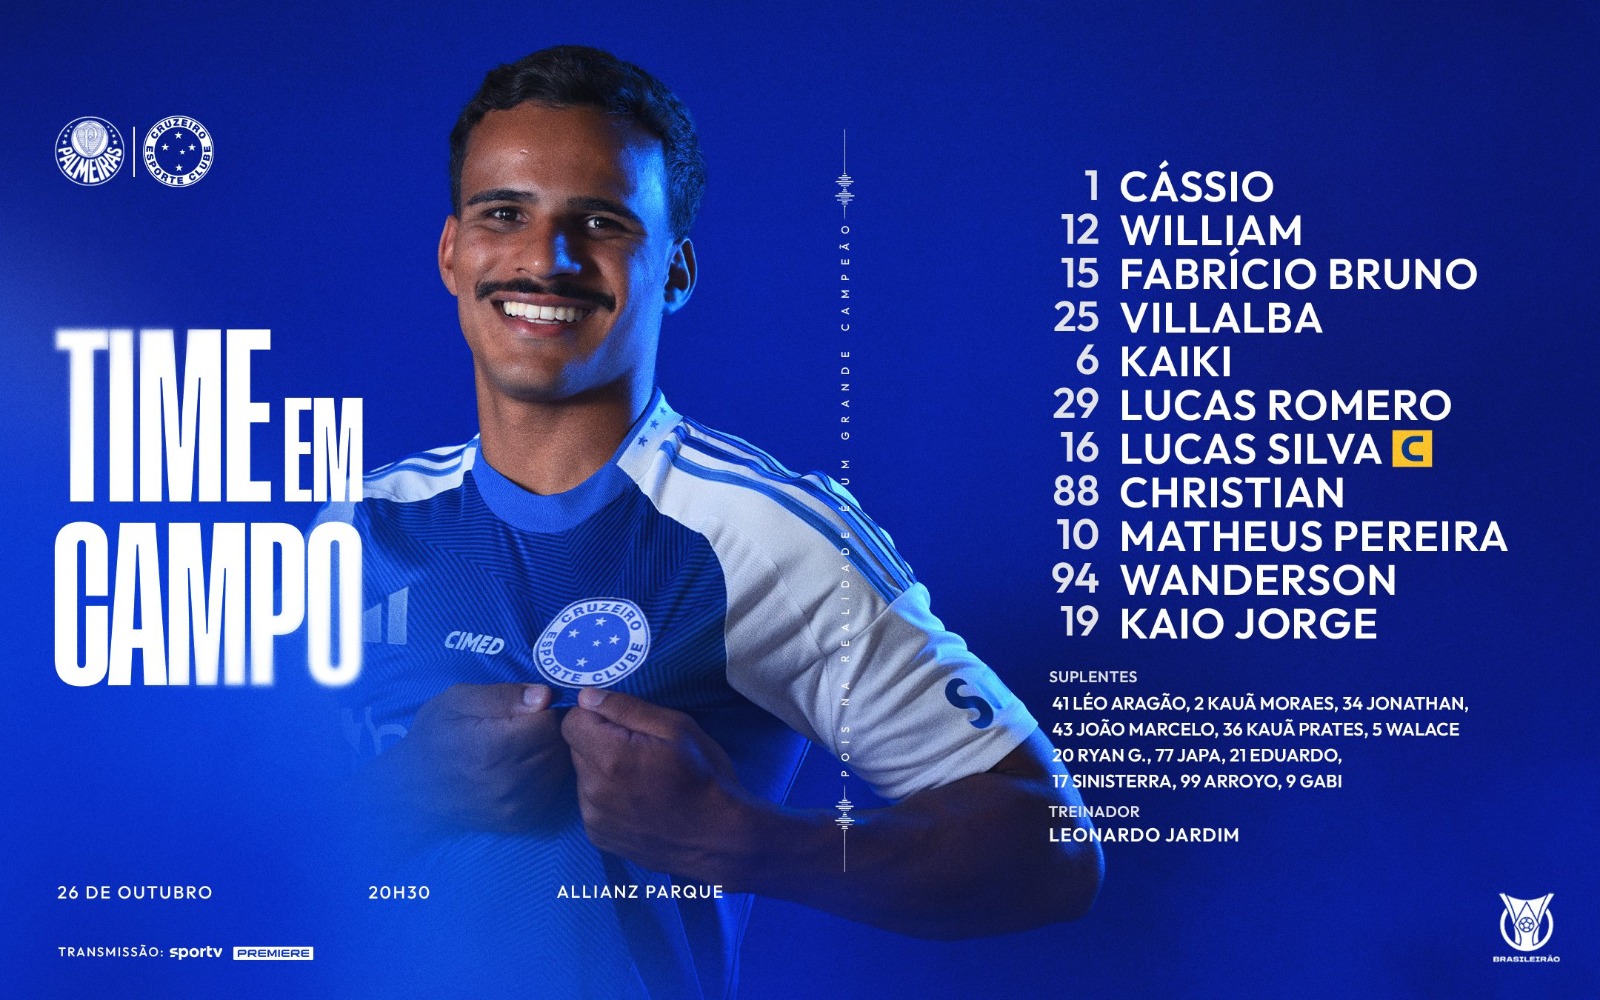 PALMEIRAS
CRUZEIRO
ESPORTE CLUBE
TIME EM
CAMPO
CIMED
CRUZEIRO
ESPORTE CLUBE
POIS NA REALIDADE É UM GRANDE CAMPEÃO
1 CÁSSIO
12 WILLIAM
15 FABRÍCIO BRUNO
25 VILLALBA
6 KAIKI
29 LUCAS ROMERO
16 LUCAS SILVA C
88 CHRISTIAN
10 MATHEUS PEREIRA
94 WANDERSON
19 KAIO JORGE
SUPLENTES
41 LÉO ARAGÃO, 2 KAUÃ MORAES, 34 JONATHAN,
43 JOÃO MARCELO, 36 KAUÃ PRATES, 5 WALACE
20 RYAN G., 77 JAPA, 21 EDUARDO,
17 SINISTERRA, 99 ARROYO, 9 GABI
TREINADOR
LEONARDO JARDIM
26 DE OUTUBRO 20H30 ALLIANZ PARQUE
TRANSMISSÃO: sportv PREMIERE
BRASILEIRÃO